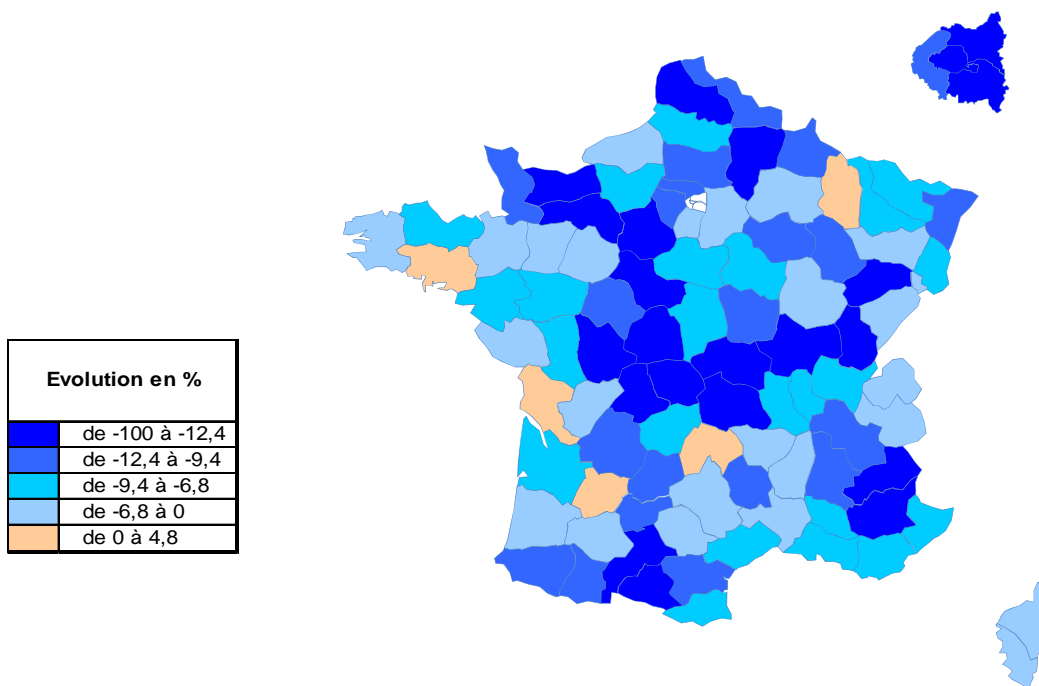 Evolution en %
de -100 à -12,4
de -12,4 à -9,4
de -9,4 à -6,8
de -6,8 à 0
de 0 à 4,8